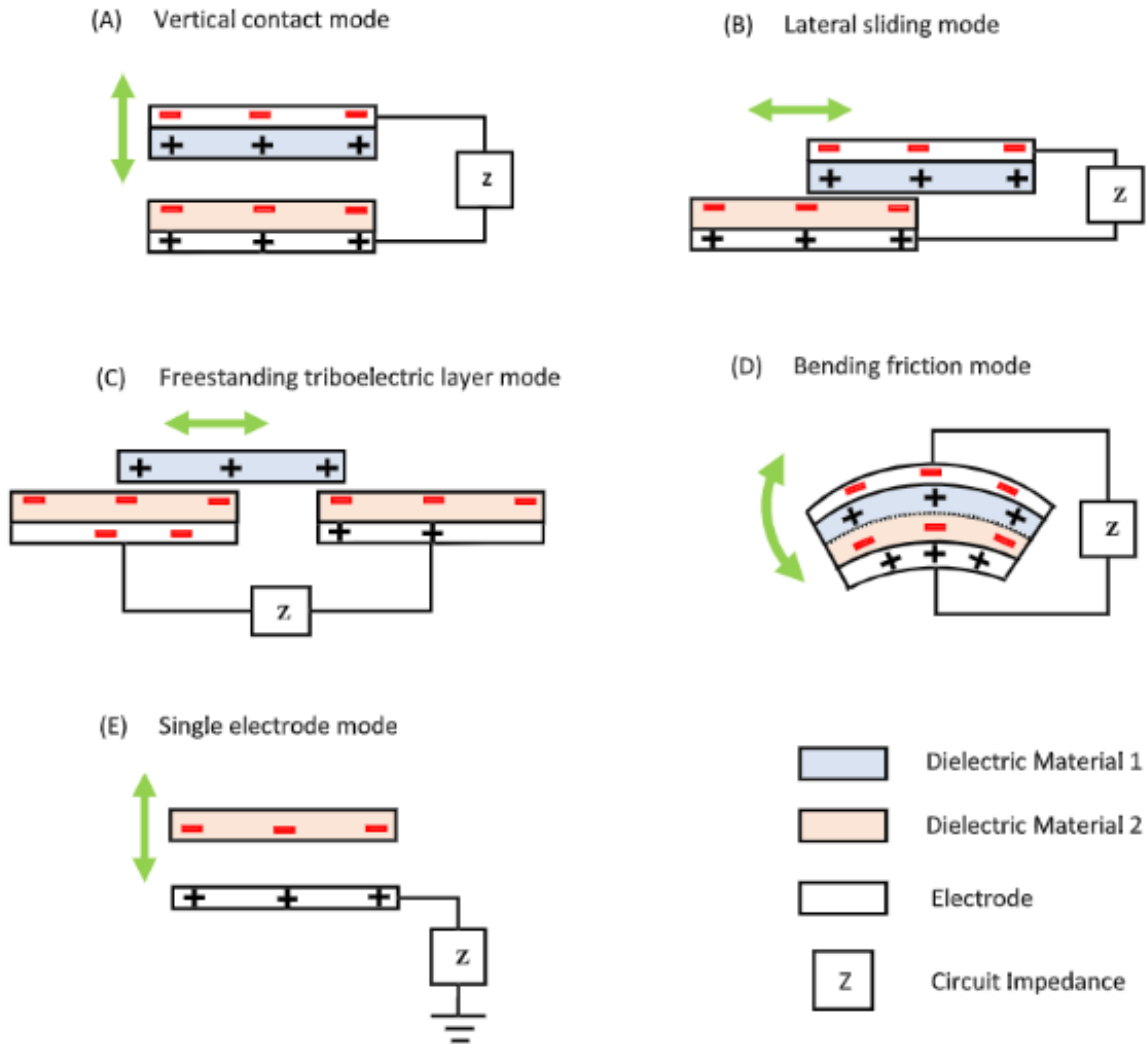 (A) Vertical contact mode
Z
(B) Lateral sliding mode
Z
(C) Freestanding triboelectric layer mode
Z
(D) Bending friction mode
Z
(E) Single electrode mode
Z
Dielectric Material 1
Dielectric Material 2
Electrode
Z Circuit Impedance